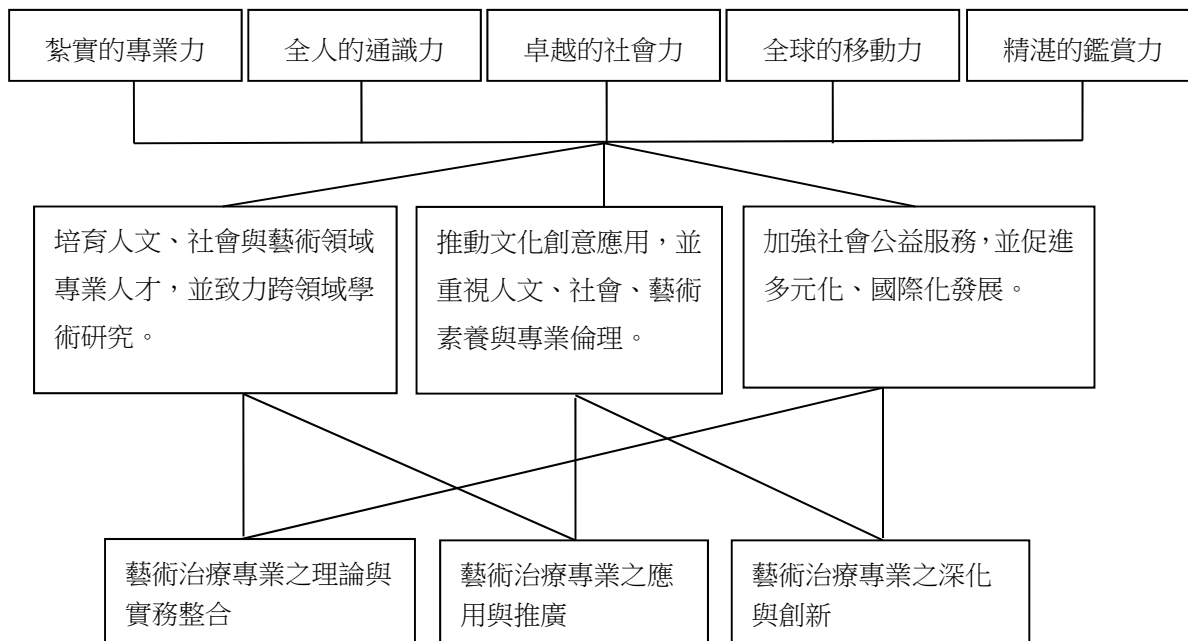 紮實的專業力
全人的通識力
卓越的社會力
全球的移動力
精湛的鑑賞力
培育人文、社會與藝術領域
專業人才，並致力跨領域學
術研究。
推動文化創意應用，並
重視人文、社會、藝術
素養與專業倫理。
加強社會公益服務，並促進
多元化、國際化發展。
藝術治療專業之理論與
實務整合
藝術治療專業之應
用與推廣
藝術治療專業之深化
與創新